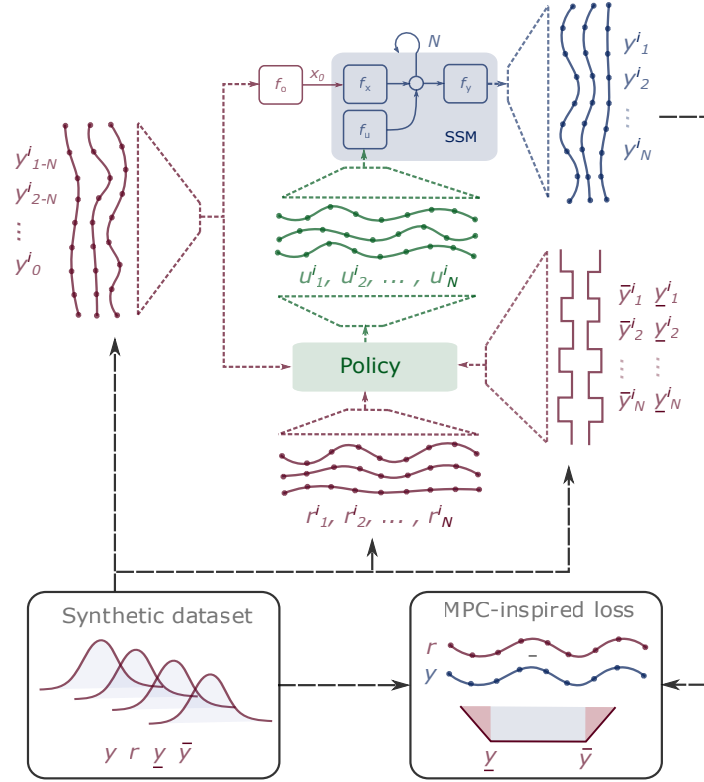 N
y^i_1
f_o
x_0
f_x
f_y
y^i_2
...
f_u
SSM
y^i_N
y^i_{1-N}
y^i_{2-N}
...
y^i_0
u^i_1, u^i_2, ... , u^i_N
ȳ^i_1 y̲^i_1
ȳ^i_2 y̲^i_2
... ...
ȳ^i_N y̲^i_N
Policy
r^i_1, r^i_2, ... , r^i_N
Synthetic dataset
y r y̲ ȳ
MPC-inspired loss
r
–
y
y̲ ȳ